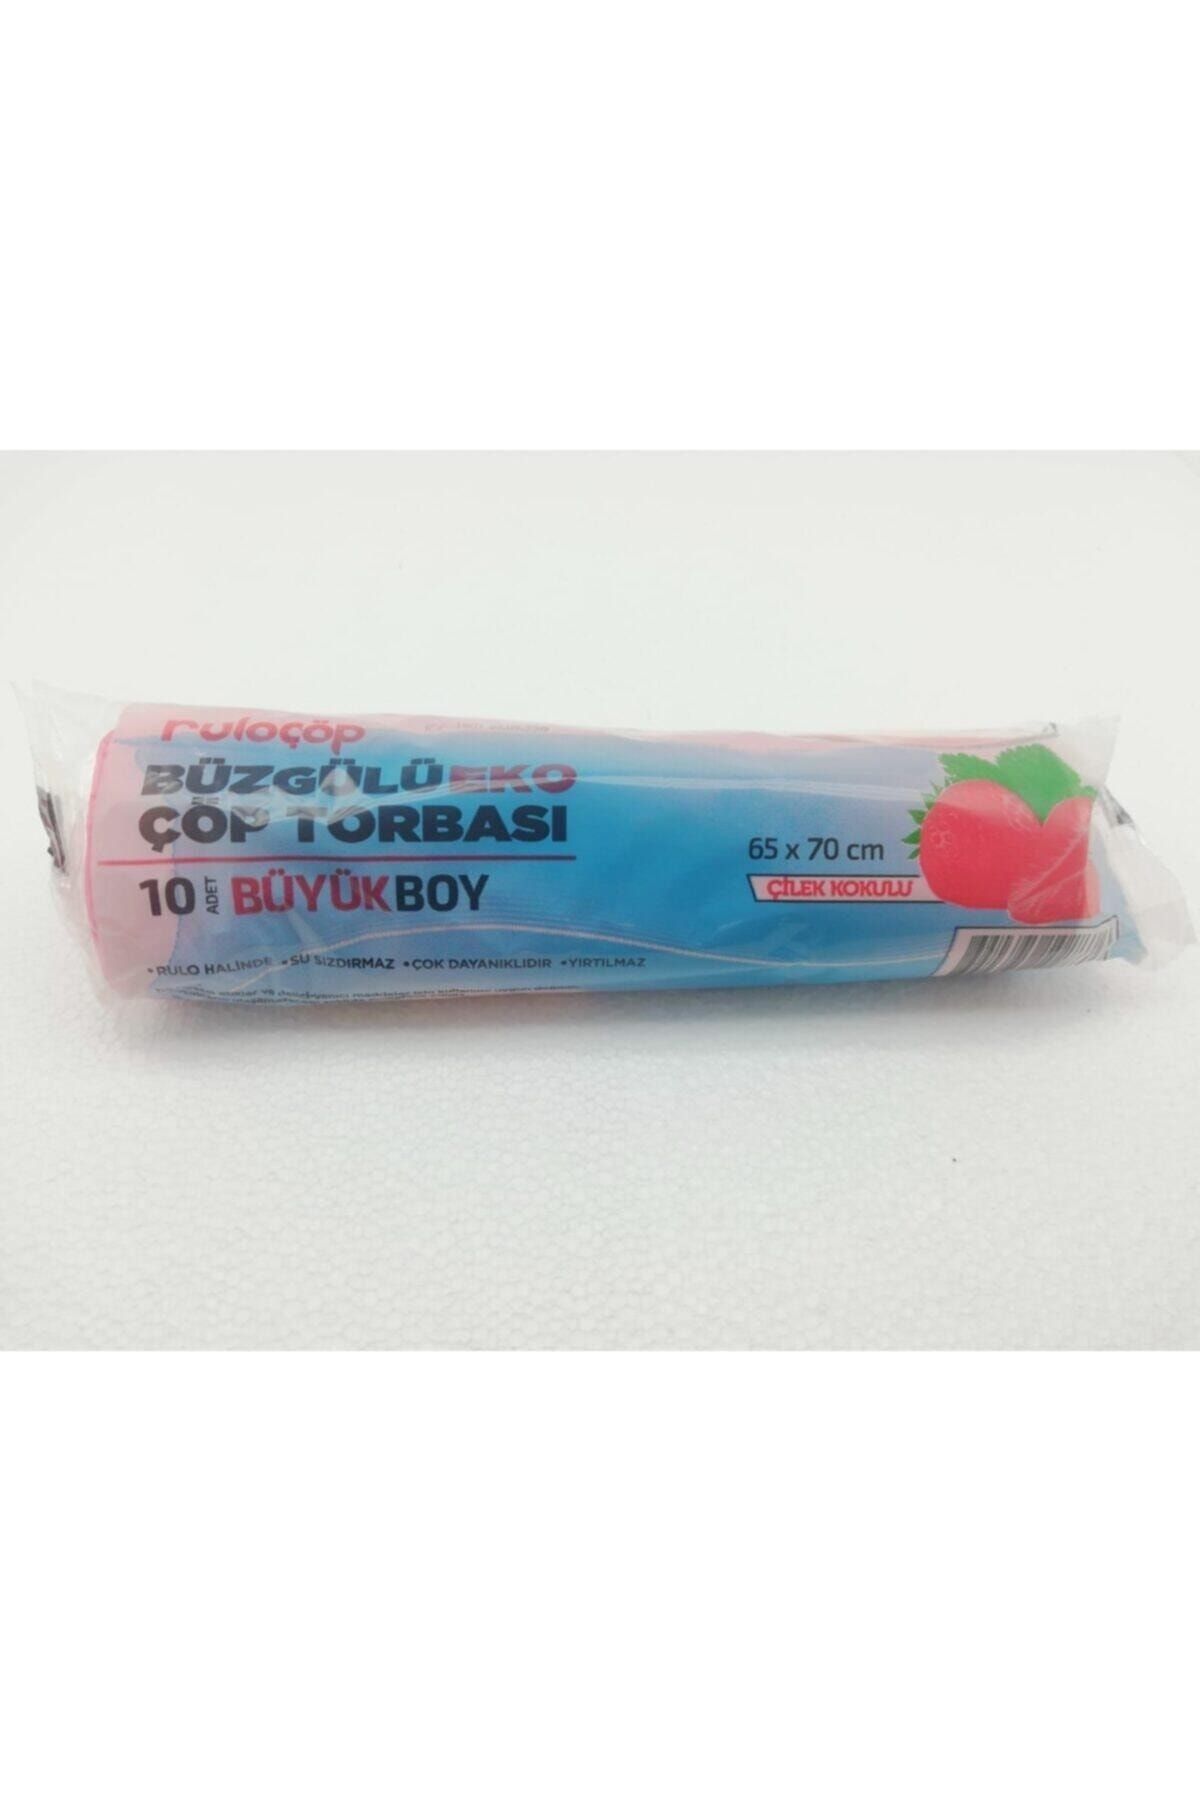 ruloçöp
BÜZGÜLÜ EKO
ÇÖP TORBASI
10 ADET BÜYÜK BOY
65 x 70 cm
ÇİLEK KOKULU
•RULO HALİNDE •SU SIZDIRMAZ •ÇOK DAYANIKLIDIR •YIRTILMAZ